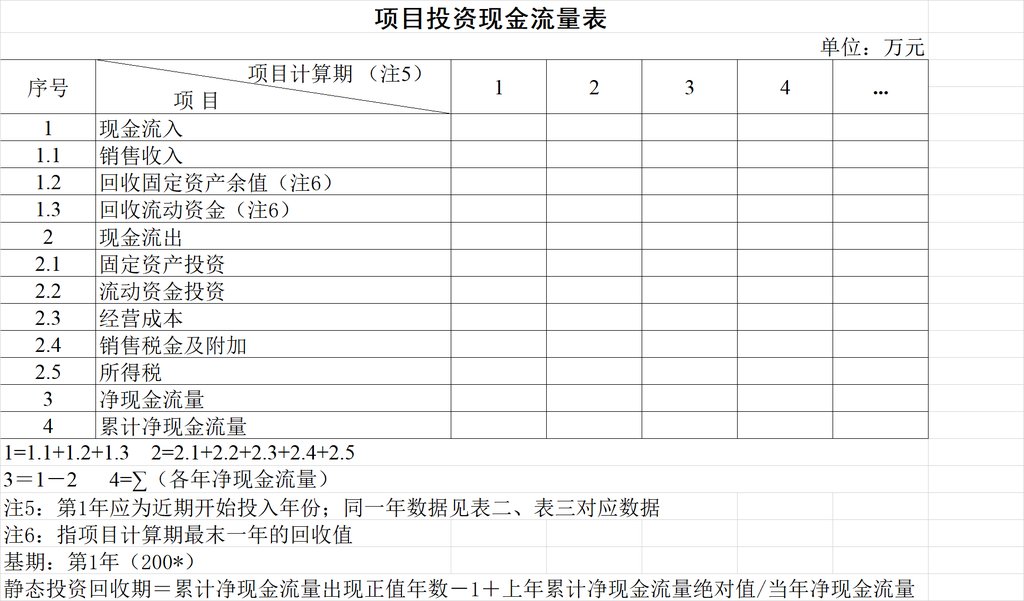 项目投资现金流量表
单位：万元
序号 项目计算期（注5） 项 目 1 2 3 4 ...
1 现金流入
1.1 销售收入
1.2 回收固定资产余值（注6）
1.3 回收流动资金（注6）
2 现金流出
2.1 固定资产投资
2.2 流动资金投资
2.3 经营成本
2.4 销售税金及附加
2.5 所得税
3 净现金流量
4 累计净现金流量
1=1.1+1.2+1.3 2=2.1+2.2+2.3+2.4+2.5
3＝1－2 4=∑（各年净现金流量）
注5：第1年应为近期开始投入年份；同一年数据见表二、表三对应数据
注6：指项目计算期最末一年的回收值
基期：第1年（200*）
静态投资回收期＝累计净现金流量出现正值年数－1＋上年累计净现金流量绝对值/当年净现金流量